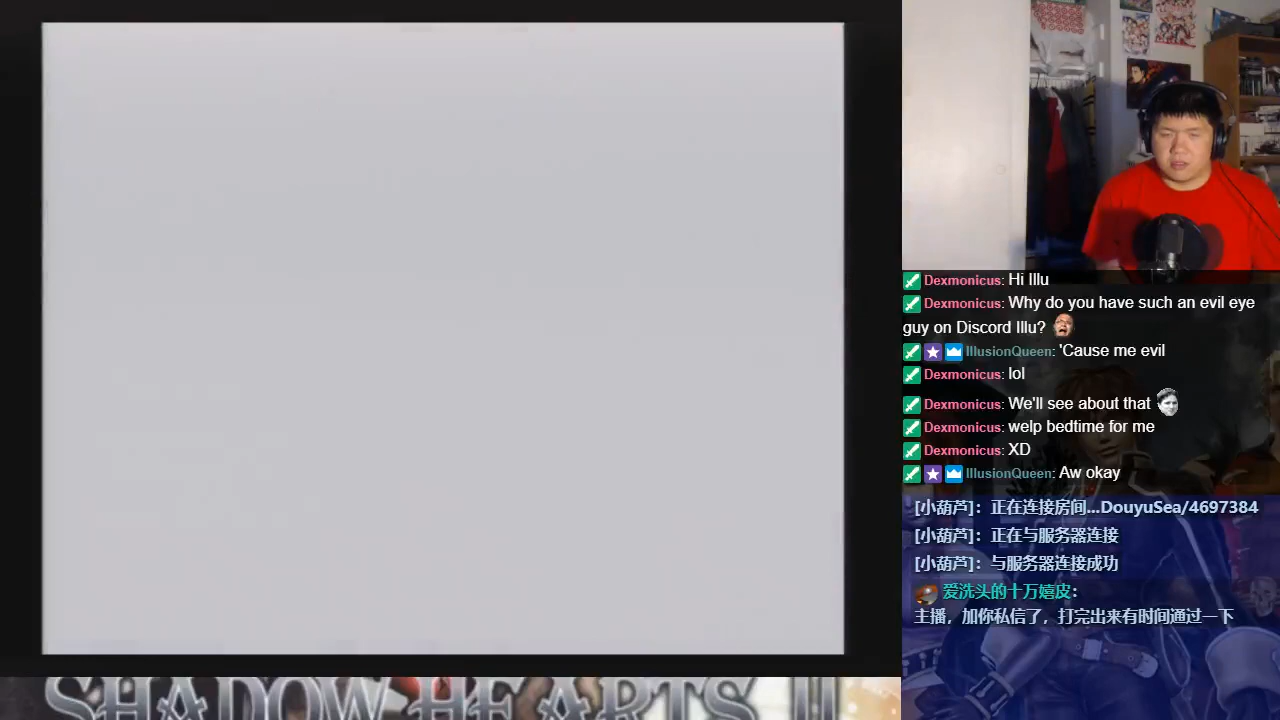 Dexmonicus: Hi Illu
Dexmonicus: Why do you have such an evil eye
guy on Discord Illu?
IllusionQueen: 'Cause me evil
Dexmonicus: lol
Dexmonicus: We'll see about that
Dexmonicus: welp bedtime for me
Dexmonicus: XD
IllusionQueen: Aw okay
[小葫芦]: 正在连接房间...DouyuSea/4697384
[小葫芦]: 正在与服务器连接
[小葫芦]: 与服务器连接成功
爱洗头的十万嬉皮:
主播，加你私信了，打完出来有时间通过一下
SHADOW HEARTS II